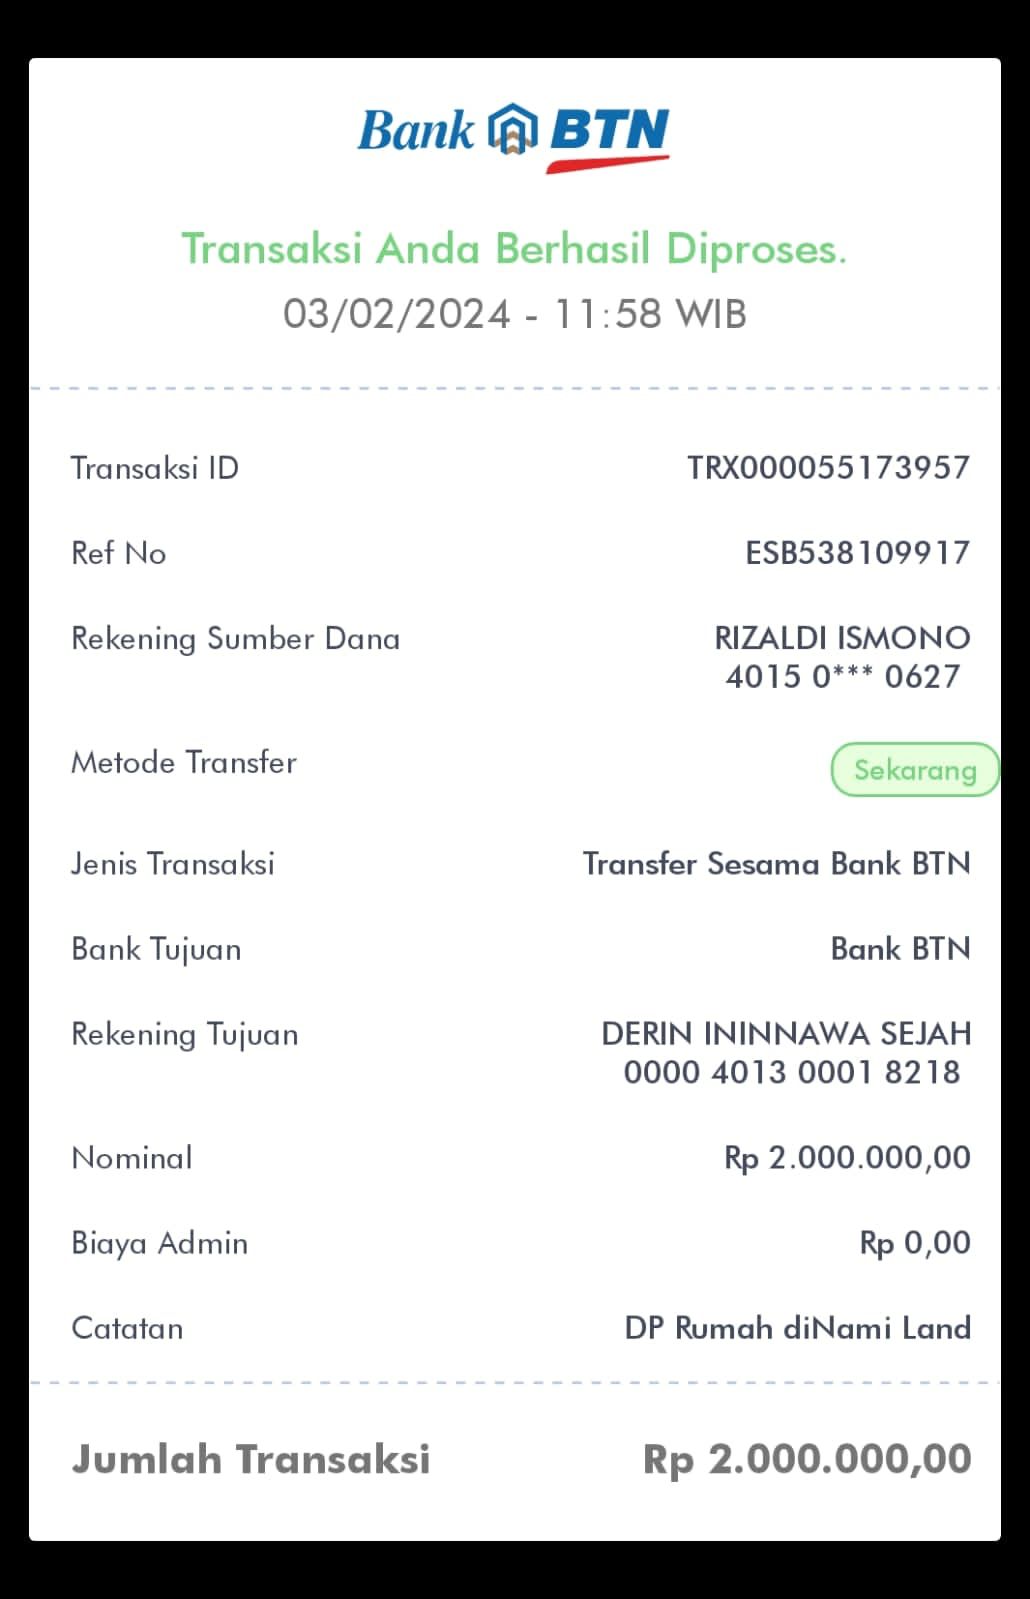 Bank BTN
Transaksi Anda Berhasil Diproses.
03/02/2024 - 11:58 WIB
Transaksi ID TRX000055173957
Ref No ESB538109917
Rekening Sumber Dana RIZALDI ISMONO
4015 0*** 0627
Metode Transfer Sekarang
Jenis Transaksi Transfer Sesama Bank BTN
Bank Tujuan Bank BTN
Rekening Tujuan DERIN ININNAWA SEJAH
0000 4013 0001 8218
Nominal Rp 2.000.000,00
Biaya Admin Rp 0,00
Catatan DP Rumah diNami Land
Jumlah Transaksi Rp 2.000.000,00